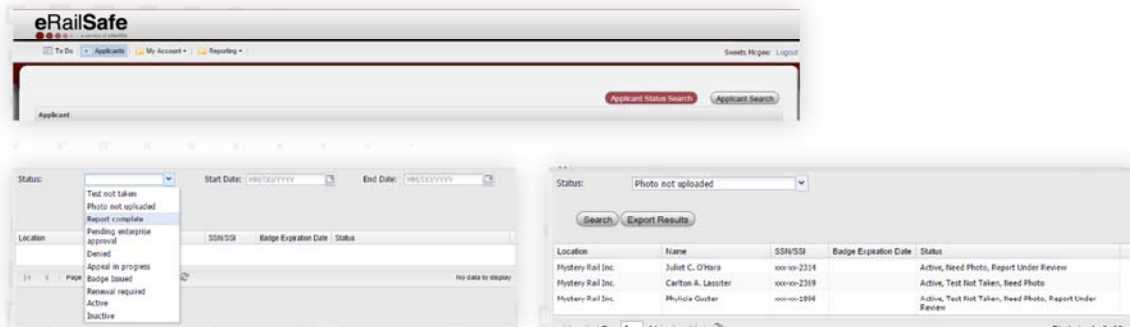 eRailSafe
To Do Applicants My Account Reporting Sweets Mcgee Logout
Applicant Status Search Applicant Search
Applicant
Status: Start Date: MM/DD/YYYY End Date: MM/DD/YYYY
Test not taken
Photo not uploaded
Report complete
Pending enterprise
approval
Denied
Appeal in progress
Badge Issued
Renewal required
Active
Inactive
Location SSN/SSI Badge Expiration Date Status
Page No data to display
Status: Photo not uploaded
Search Export Results
Location Name SSN/SSI Badge Expiration Date Status
Mystery Rail Inc. Juliet C. O'Hara xxx-xx-2314 Active, Need Photo, Report Under Review
Mystery Rail Inc. Carlton A. Lassiter xxx-xx-2369 Active, Test Not Taken, Need Photo
Mystery Rail Inc. Phylicia Guster xxx-xx-1896 Active, Test Not Taken, Need Photo, Report Under
Review